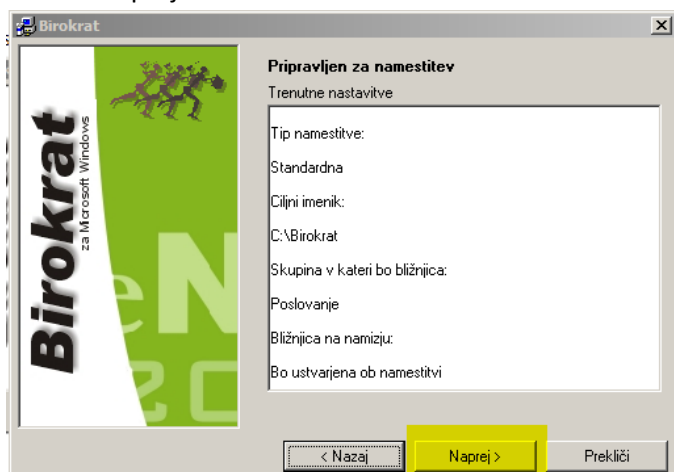 Birokrat
Birokrat
za Microsoft Windows
eN
Pripravljen za namestitev
Trenutne nastavitve
Tip namestitve:
Standardna
Ciljni imenik:
C:\Birokrat
Skupina v kateri bo bližnjica:
Poslovanje
Bližnjica na namizju:
Bo ustvarjena ob namestitvi
< Nazaj
Naprej >
Prekliči